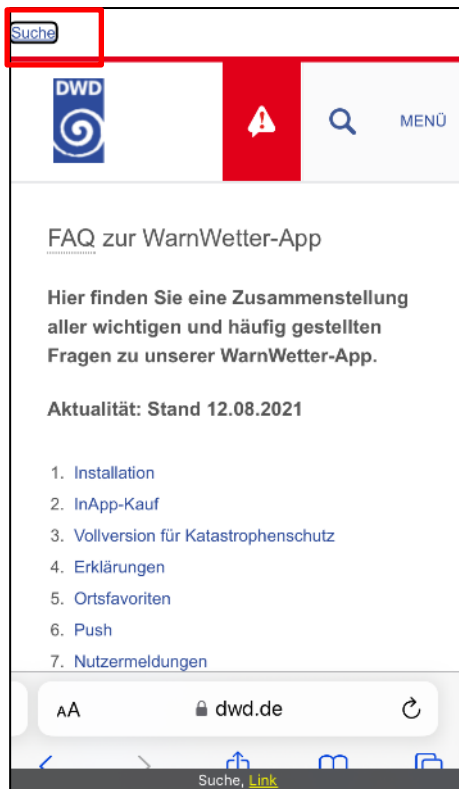 Suche
DWD
MENÜ
FAQ zur WarnWetter-App
Hier finden Sie eine Zusammenstellung
aller wichtigen und häufig gestellten
Fragen zu unserer WarnWetter-App.
Aktualität: Stand 12.08.2021
1. Installation
2. InApp-Kauf
3. Vollversion für Katastrophenschutz
4. Erklärungen
5. Ortsfavoriten
6. Push
7. Nutzermeldungen
AA dwd.de
Suche, Link